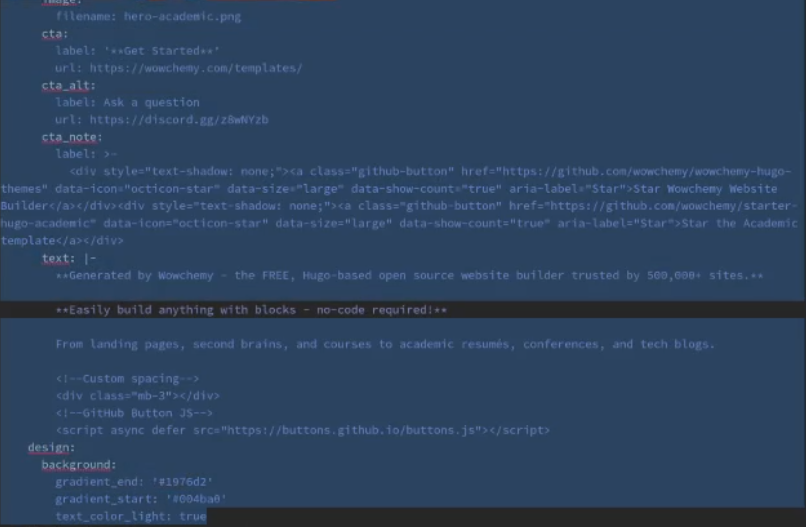 image:
filename: hero-academic.png
cta:
label: '**Get Started**'
url: https://wowchemy.com/templates/
cta_alt:
label: Ask a question
url: https://discord.gg/z8wNYzb
cta_note:
label: >-
<div style="text-shadow: none;"><a class="github-button" href="https://github.com/wowchemy/wowchemy-hugo-
themes" data-icon="octicon-star" data-size="large" data-show-count="true" aria-label="Star">Star Wowchemy Website
Builder</a></div><div style="text-shadow: none;"><a class="github-button" href="https://github.com/wowchemy/starter-
hugo-academic" data-icon="octicon-star" data-size="large" data-show-count="true" aria-label="Star">Star the Academic
template</a></div>
text: |-
**Generated by Wowchemy - the FREE, Hugo-based open source website builder trusted by 500,000+ sites.**
**Easily build anything with blocks - no-code required!**
From landing pages, second brains, and courses to academic resumés, conferences, and tech blogs.
<!--Custom spacing-->
<div class="mb-3"></div>
<!--GitHub Button JS-->
<script async defer src="https://buttons.github.io/buttons.js"></script>
design:
background:
gradient_end: '#1976d2'
gradient_start: '#004ba0'
text_color_light: true